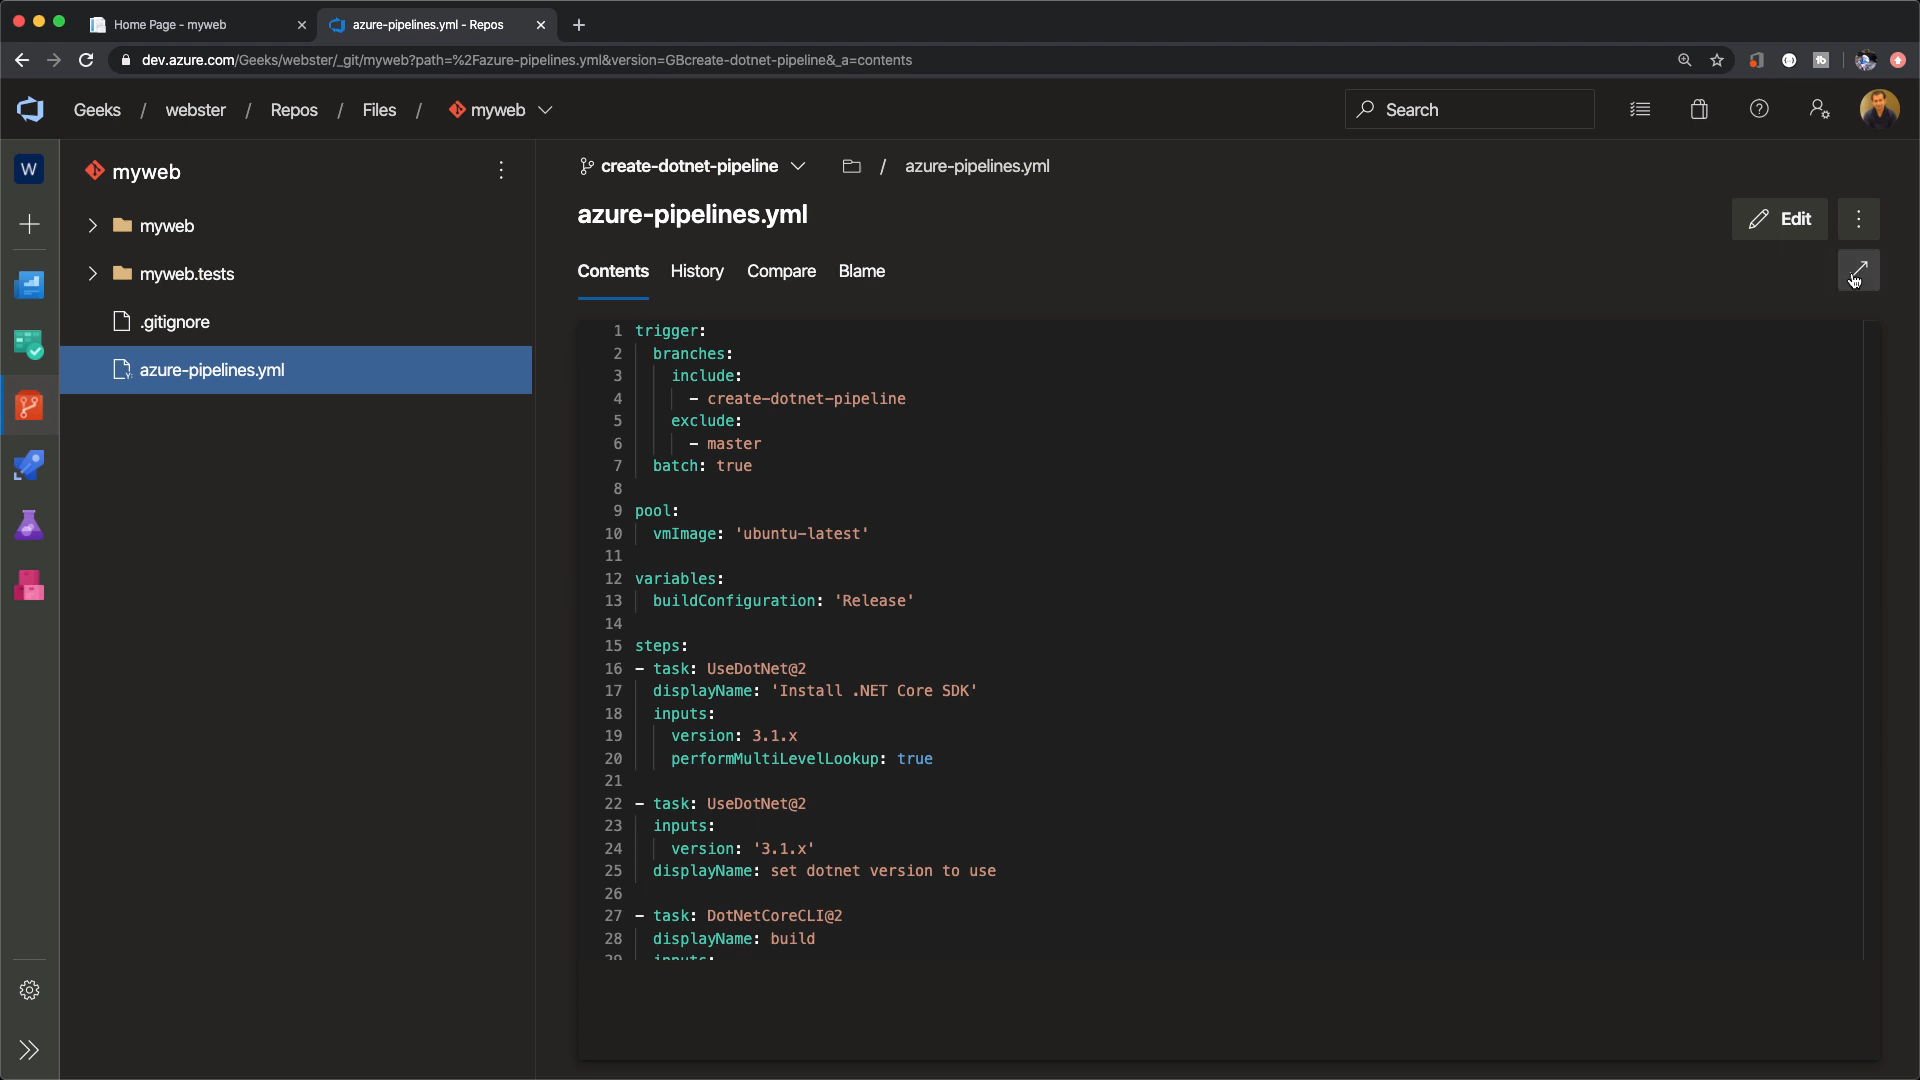 Home Page - myweb
azure-pipelines.yml - Repos
dev.azure.com/Geeks/webster/_git/myweb?path=%2Fazure-pipelines.yml&version=GBcreate-dotnet-pipeline&_a=contents
Geeks / webster / Repos / Files / myweb
Search
W
myweb
myweb
myweb.tests
.gitignore
azure-pipelines.yml
create-dotnet-pipeline / azure-pipelines.yml
azure-pipelines.yml
Edit
Contents History Compare Blame
1 trigger:
2 branches:
3 include:
4 - create-dotnet-pipeline
5 exclude:
6 - master
7 batch: true
8
9 pool:
10 vmImage: 'ubuntu-latest'
11
12 variables:
13 buildConfiguration: 'Release'
14
15 steps:
16 - task: UseDotNet@2
17 displayName: 'Install .NET Core SDK'
18 inputs:
19 version: 3.1.x
20 performMultiLevelLookup: true
21
22 - task: UseDotNet@2
23 inputs:
24 version: '3.1.x'
25 displayName: set dotnet version to use
26
27 - task: DotNetCoreCLI@2
28 displayName: build
29 inputs: